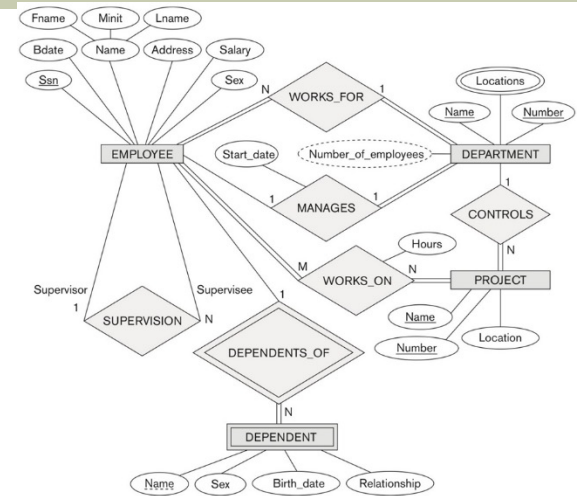 Fname Minit Lname
Bdate Name Address Salary
Ssn Sex
N WORKS_FOR 1
Locations
Name Number
EMPLOYEE
Start_date
Number_of_employees
DEPARTMENT
1 MANAGES 1
1
CONTROLS
N
Hours
M WORKS_ON N
PROJECT
Name
Number
Location
Supervisor
1
Supervisee
N
SUPERVISION
1
DEPENDENTS_OF
N
DEPENDENT
Name Sex Birth_date Relationship